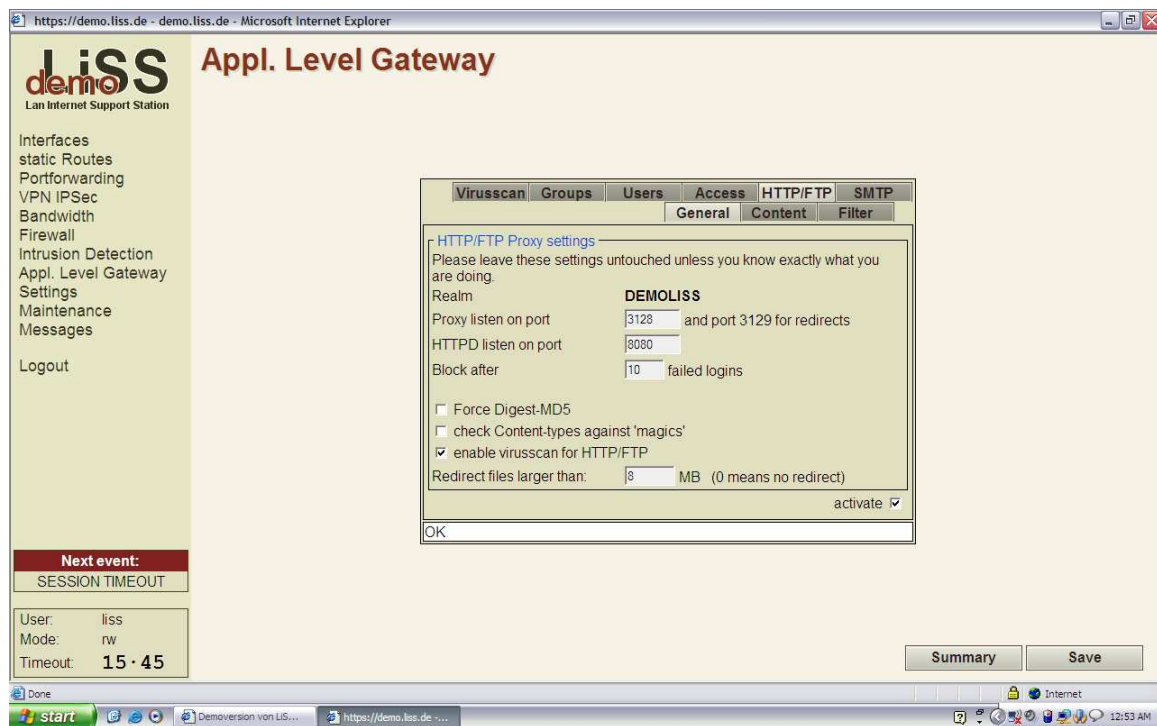 https://demo.liss.de - demo.liss.de - Microsoft Internet Explorer
LiSS
demo
Lan Internet Support Station
Appl. Level Gateway
Interfaces
static Routes
Portforwarding
VPN IPSec
Bandwidth
Firewall
Intrusion Detection
Appl. Level Gateway
Settings
Maintenance
Messages
Logout
Virusscan Groups Users Access HTTP/FTP SMTP
General Content Filter
HTTP/FTP Proxy settings
Please leave these settings untouched unless you know exactly what you
are doing.
Realm DEMOLISS
Proxy listen on port 3128 and port 3129 for redirects
HTTPD listen on port 8080
Block after 10 failed logins
Force Digest-MD5
check Content-types against 'magics'
enable virusscan for HTTP/FTP
Redirect files larger than: 8 MB (0 means no redirect)
activate
OK
Next event:
SESSION TIMEOUT
User: liss
Mode: rw
Timeout: 15·45
Summary Save
Done Internet
start Demoversion von LiS... https://demo.liss.de -... 12:53 AM